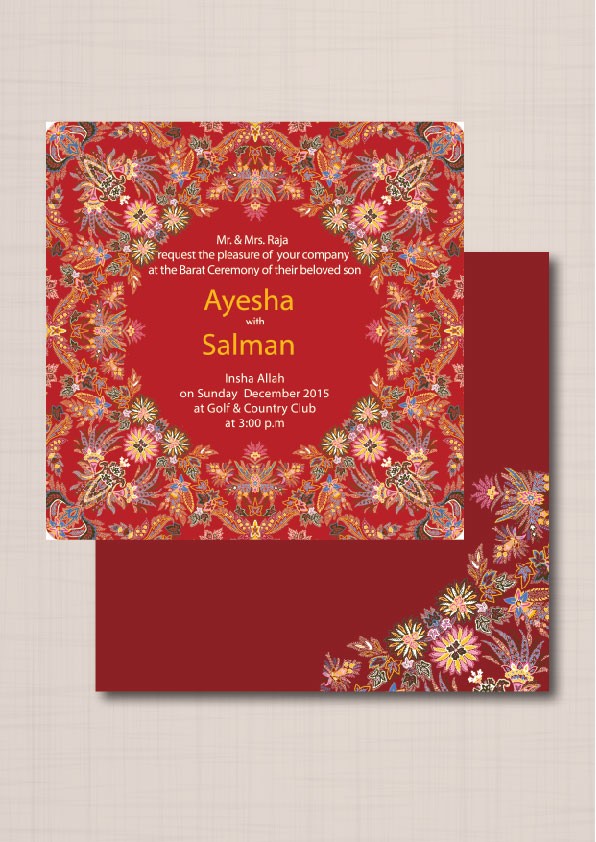 Mr. & Mrs. Raja
request the pleasure of your company
at the Barat Ceremony of their beloved son
Ayesha
with
Salman
Insha Allah
on Sunday December 2015
at Golf & Country Club
at 3:00 p.m